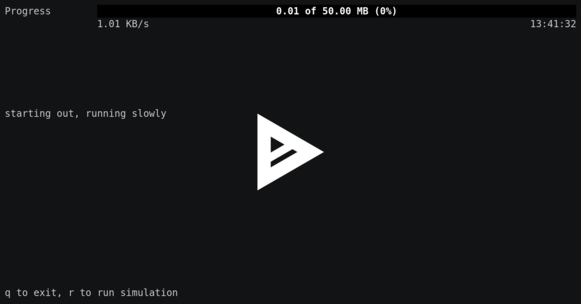 Progress 0.01 of 50.00 MB (0%)
1.01 KB/s 13:41:32
starting out, running slowly
q to exit, r to run simulation